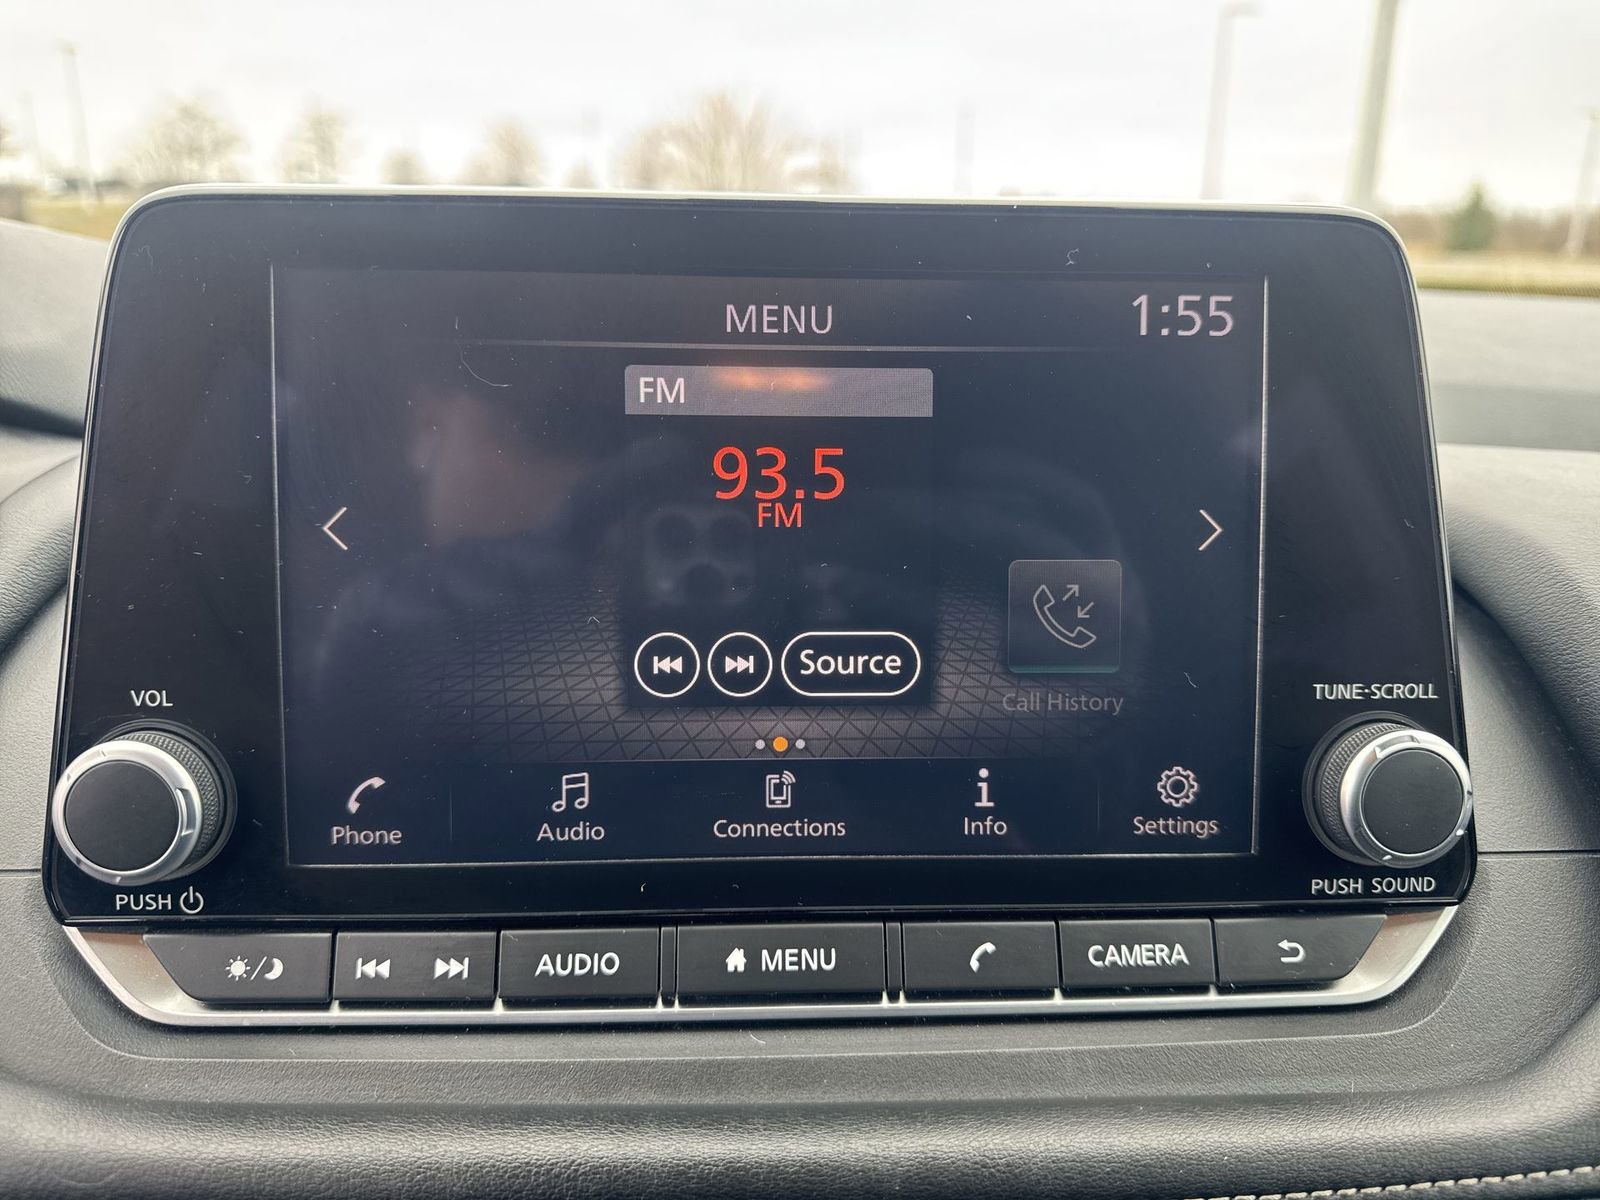 MENU
1:55
FM
93.5
FM
Source
Call History
VOL
TUNE·SCROLL
Phone
Audio
Connections
Info
Settings
PUSH
PUSH SOUND
AUDIO
MENU
CAMERA